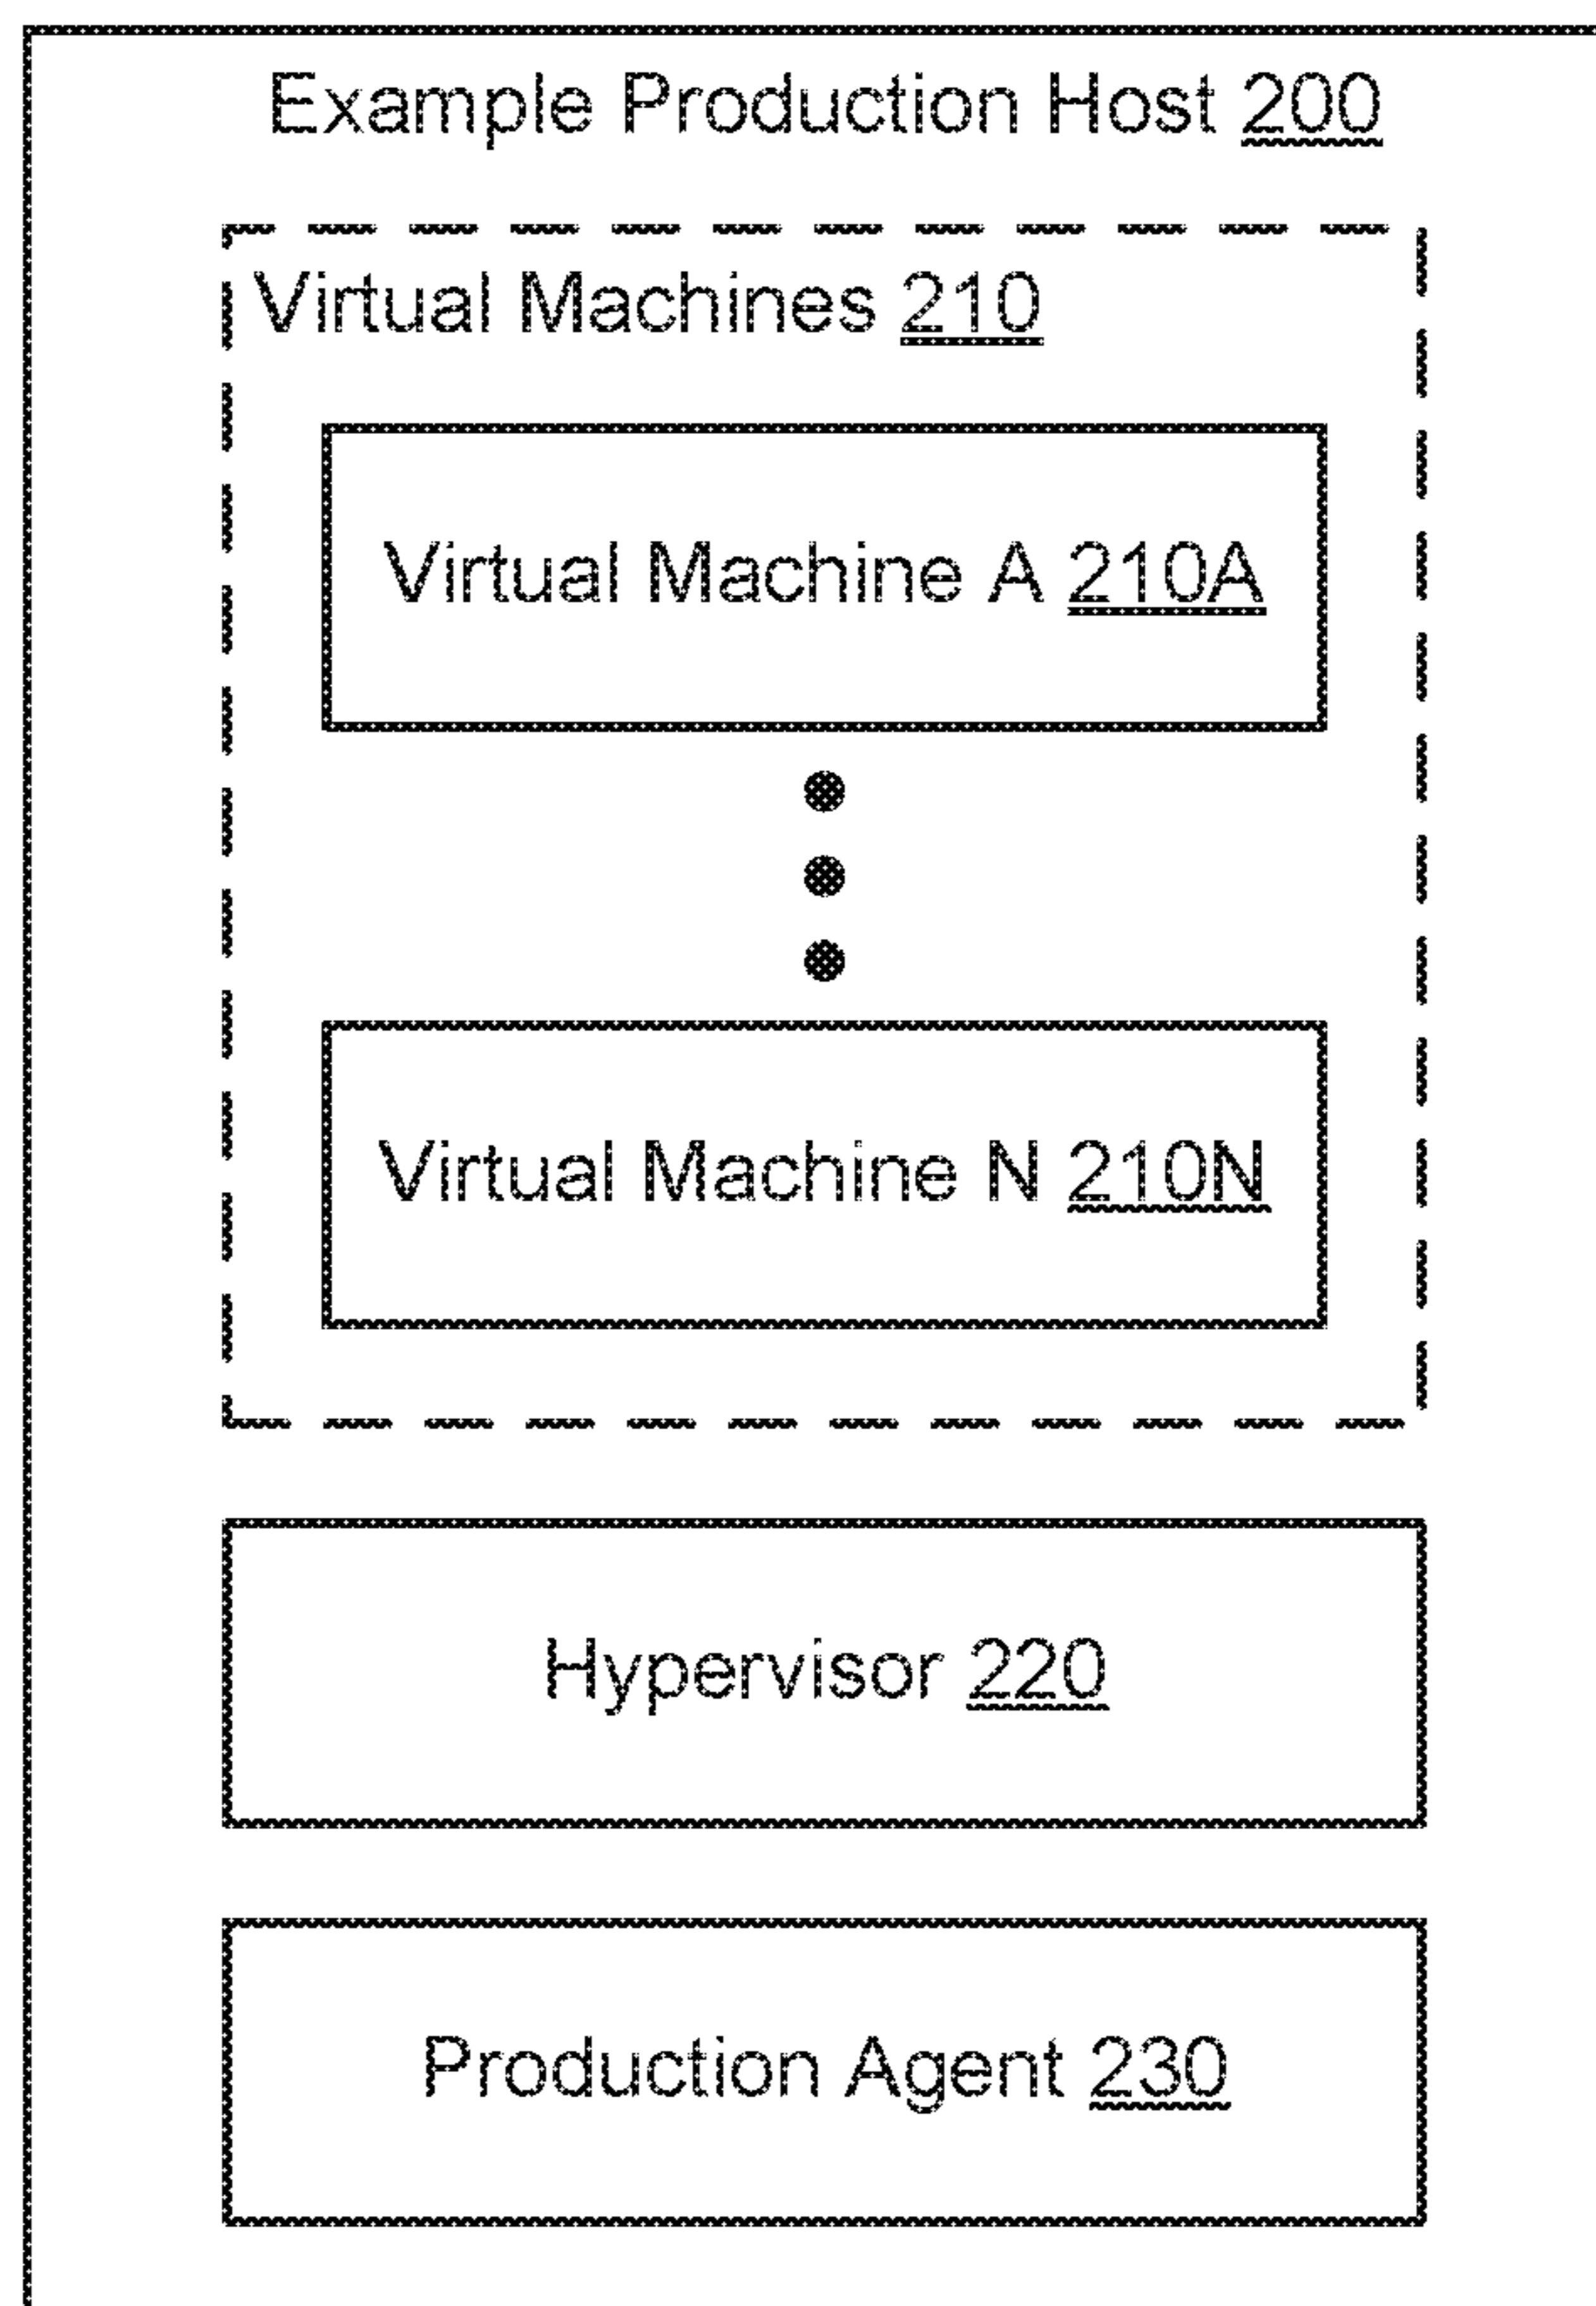 Example Production Host 200
Virtual Machines 210
Virtual Machine A 210A
Virtual Machine N 210N
Hypervisor 220
Production Agent 230